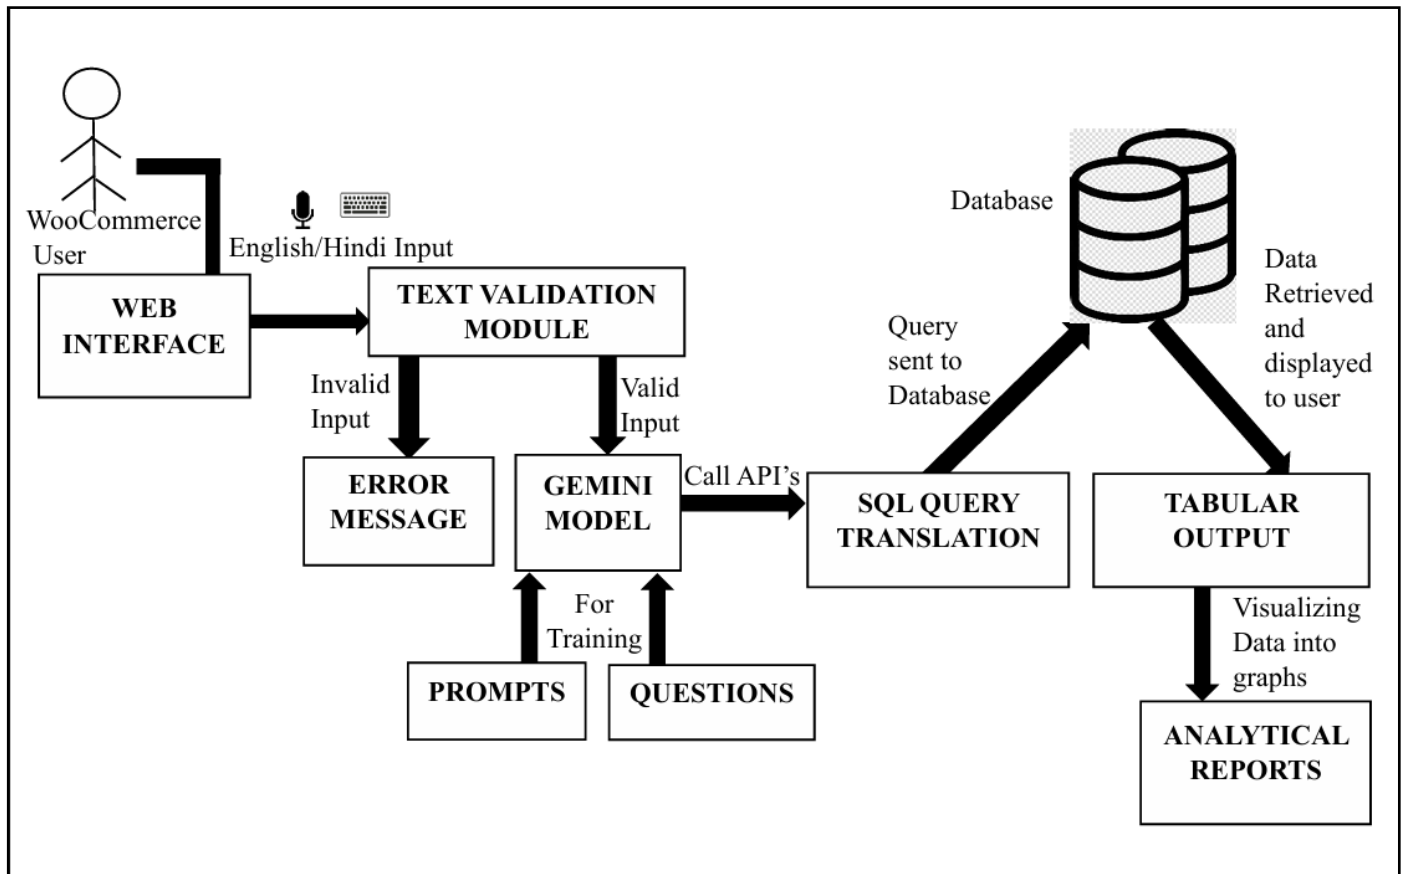 WooCommerce
User
English/Hindi Input
WEB
INTERFACE
TEXT VALIDATION
MODULE
Invalid
Input
Valid
Input
ERROR
MESSAGE
GEMINI
MODEL
Call API's
For
Training
PROMPTS
QUESTIONS
SQL QUERY
TRANSLATION
Query
sent to
Database
Database
Data
Retrieved
and
displayed
to user
TABULAR
OUTPUT
Visualizing
Data into
graphs
ANALYTICAL
REPORTS